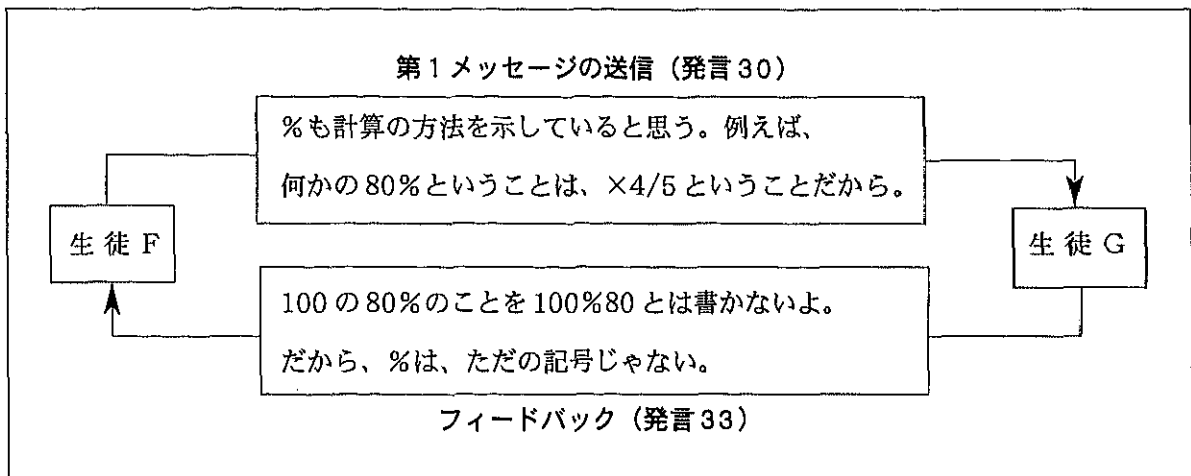 第1メッセージの送信(発言30)
%も計算の方法を示していると思う。例えば、
何かの80%ということは、×4/5ということだから。
生徒F
生徒G
100の80%のことを100%80とは書かないよ。
だから、%は、ただの記号じゃない。
フィードバック(発言33)